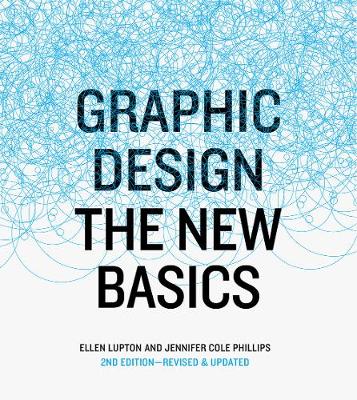 GRAPHIC
DESIGN
THE NEW
BASICS
ELLEN LUPTON AND JENNIFER COLE PHILLIPS
2ND EDITION—REVISED & UPDATED